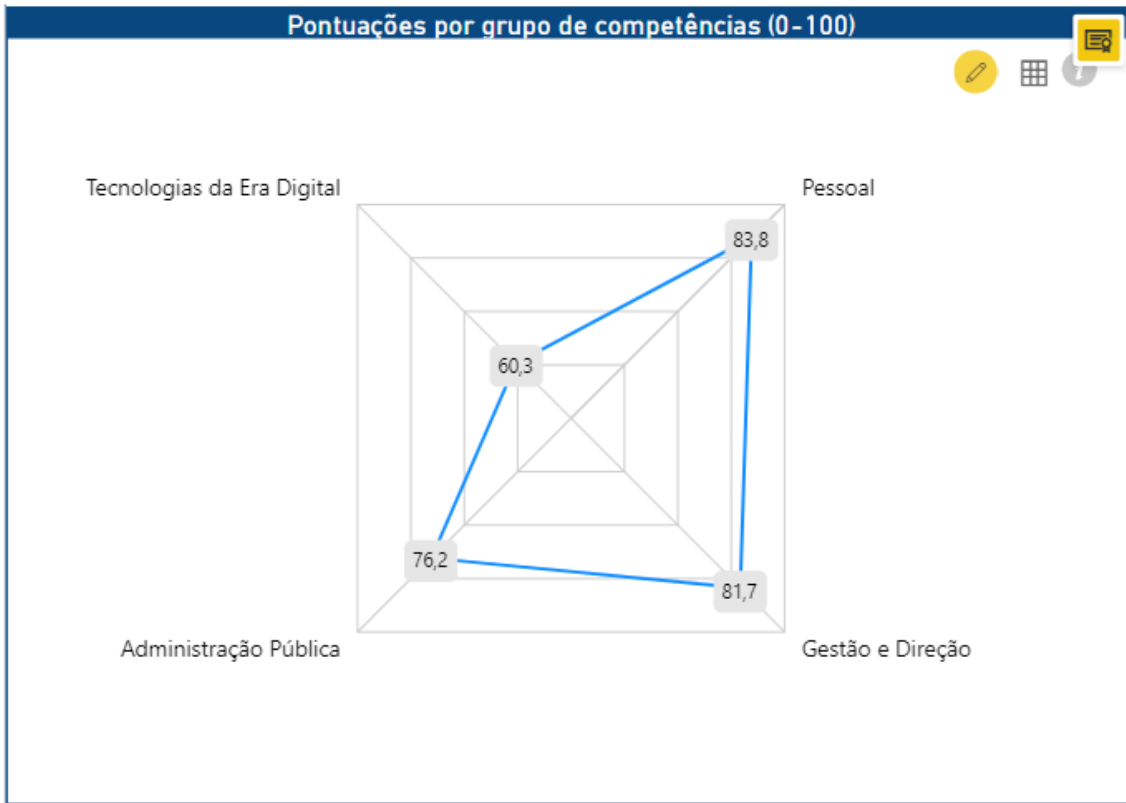 Pontuações por grupo de competências (0-100)
Tecnologias da Era Digital
Pessoal
83,8
60,3
76,2
81,7
Administração Pública
Gestão e Direção